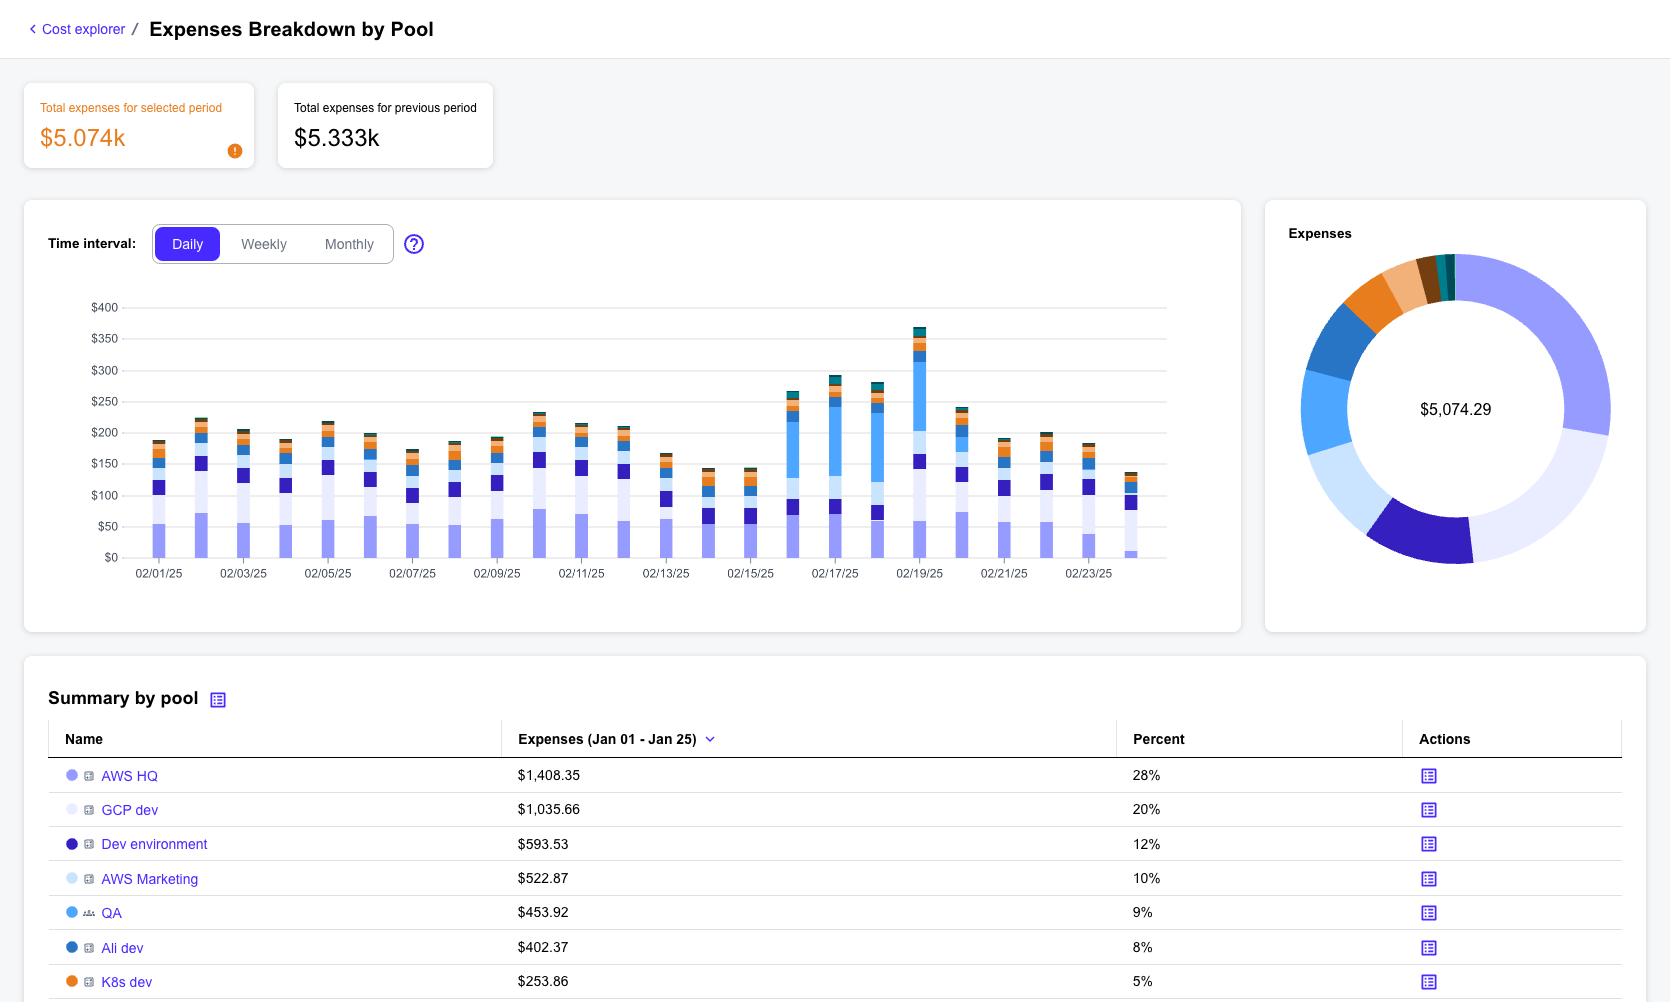 Cost explorer / Expenses Breakdown by Pool
Total expenses for selected period
$5.074k
Total expenses for previous period
$5.333k
Time interval: Daily Weekly Monthly
$400
$350
$300
$250
$200
$150
$100
$50
$0
02/01/25 02/03/25 02/05/25 02/07/25 02/09/25 02/11/25 02/13/25 02/15/25 02/17/25 02/19/25 02/21/25 02/23/25
Expenses
$5,074.29
Summary by pool
Name Expenses (Jan 01 - Jan 25) Percent Actions
AWS HQ $1,408.35 28%
GCP dev $1,035.66 20%
Dev environment $593.53 12%
AWS Marketing $522.87 10%
QA $453.92 9%
Ali dev $402.37 8%
K8s dev $253.86 5%